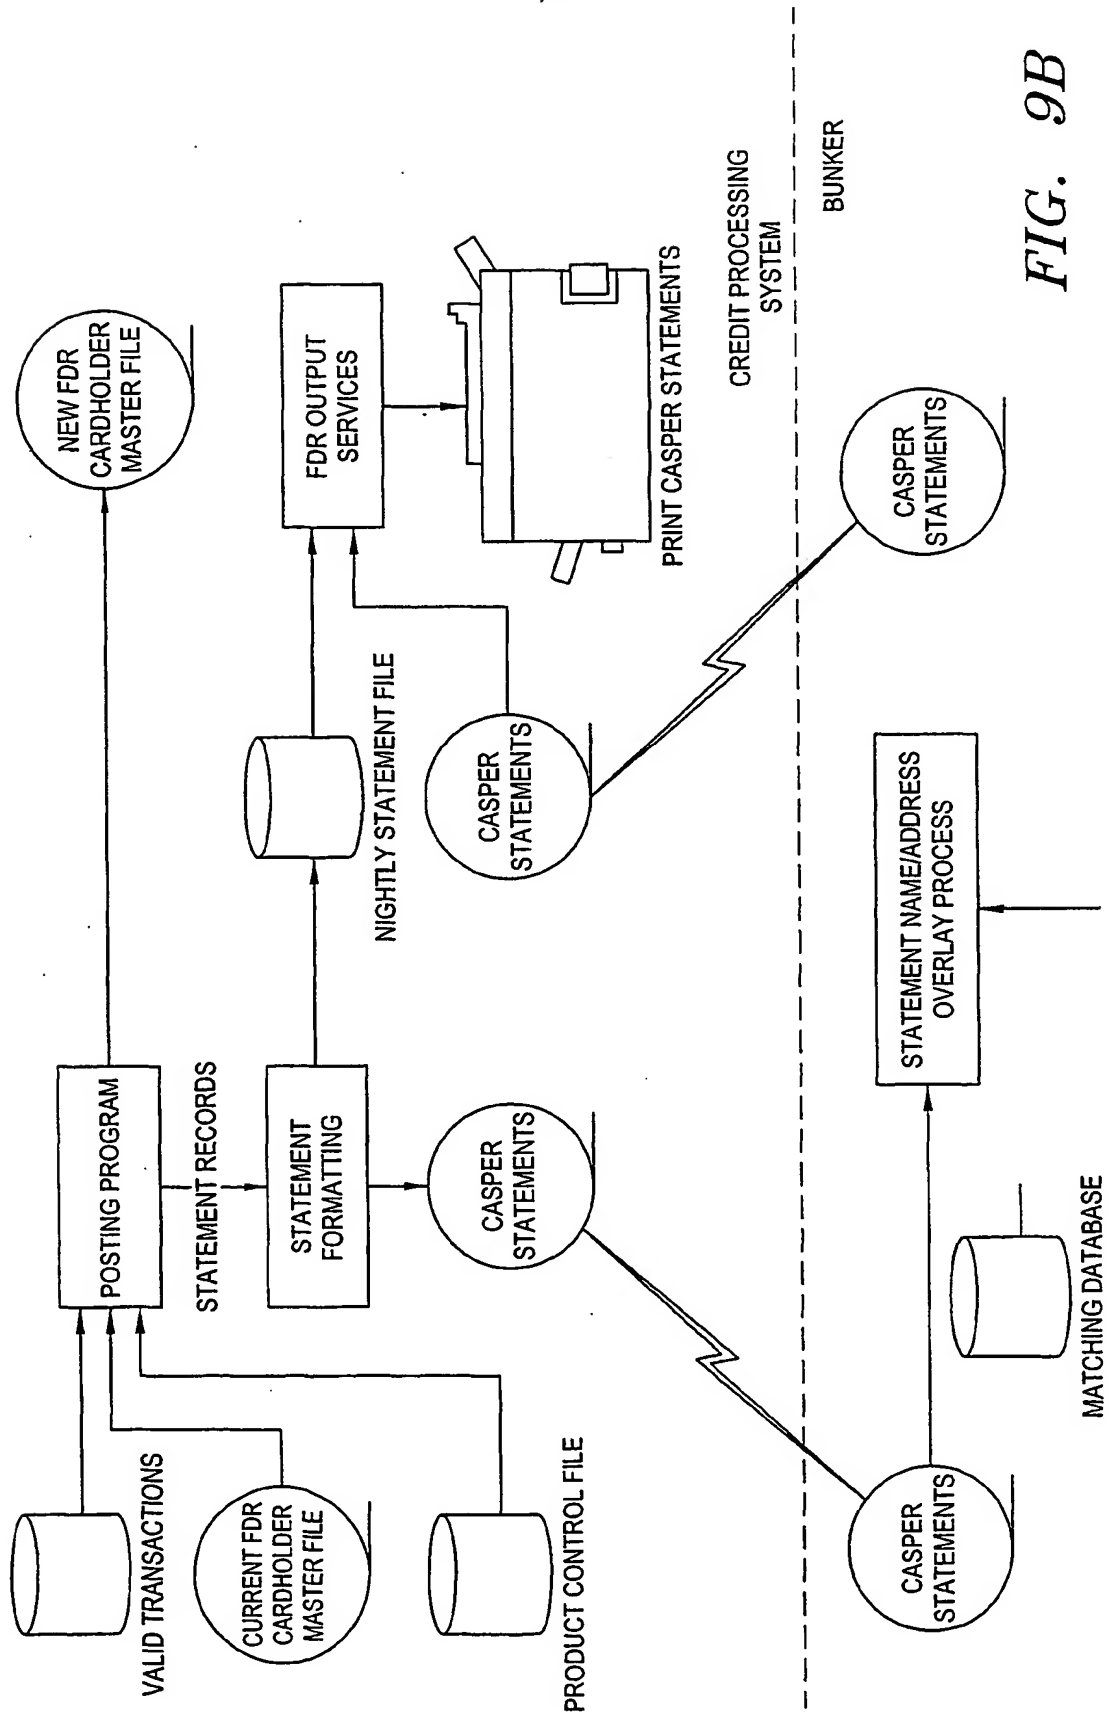 VALID TRANSACTIONS
CURRENT FDR
CARDHOLDER
MASTER FILE
PRODUCT CONTROL FILE
POSTING PROGRAM
STATEMENT RECORDS
STATEMENT
FORMATTING
CASPER
STATEMENTS
NEW FDR
CARDHOLDER
MASTER FILE
NIGHTLY STATEMENT FILE
CASPER
STATEMENTS
FDR OUTPUT
SERVICES
PRINT CASPER STATEMENTS
CREDIT PROCESSING
SYSTEM
BUNKER
CASPER
STATEMENTS
MATCHING DATABASE
STATEMENT NAME/ADDRESS
OVERLAY PROCESS
CASPER
STATEMENTS
FIG. 9B